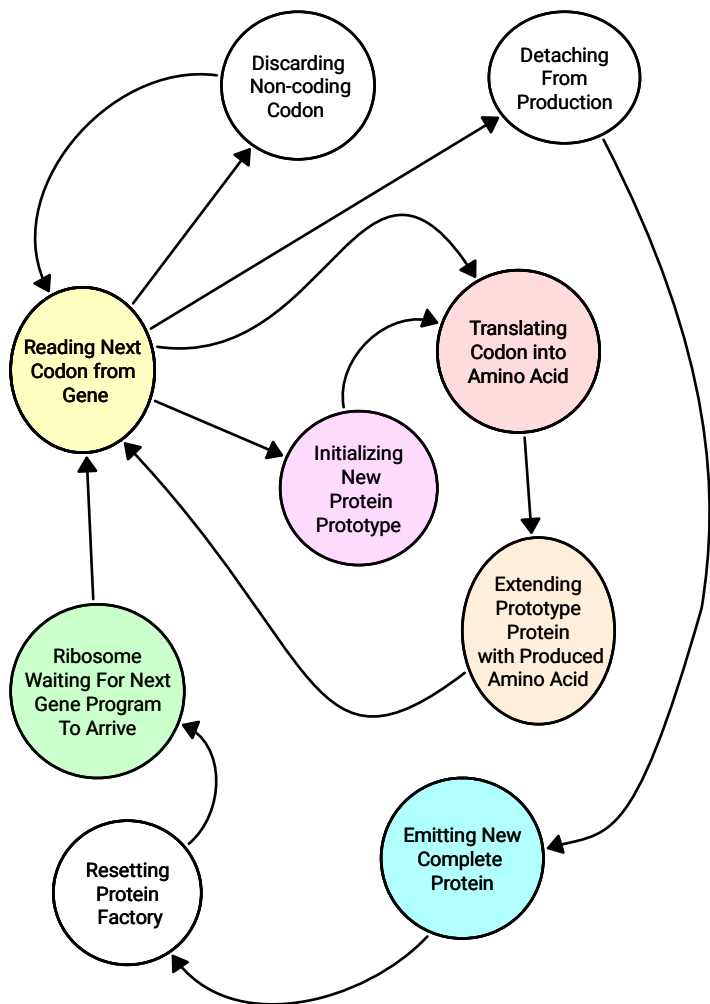 Discarding
Non-coding
Codon
Detaching
From
Production
Reading Next
Codon from
Gene
Translating
Codon into
Amino Acid
Initializing
New
Protein
Prototype
Extending
Prototype
Protein
with Produced
Amino Acid
Ribosome
Waiting For Next
Gene Program
To Arrive
Emitting New
Complete
Protein
Resetting
Protein
Factory